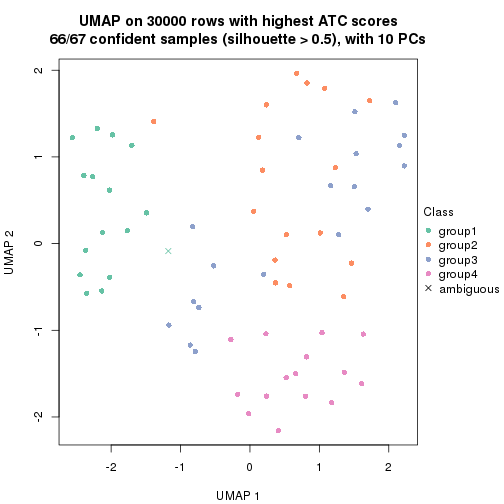 UMAP on 30000 rows with highest ATC scores
66/67 confident samples (silhouette > 0.5), with 10 PCs
2
1
0
-1
-2
UMAP 2
-2
-1
0
1
2
UMAP 1
Class
group1
group2
group3
group4
ambiguous